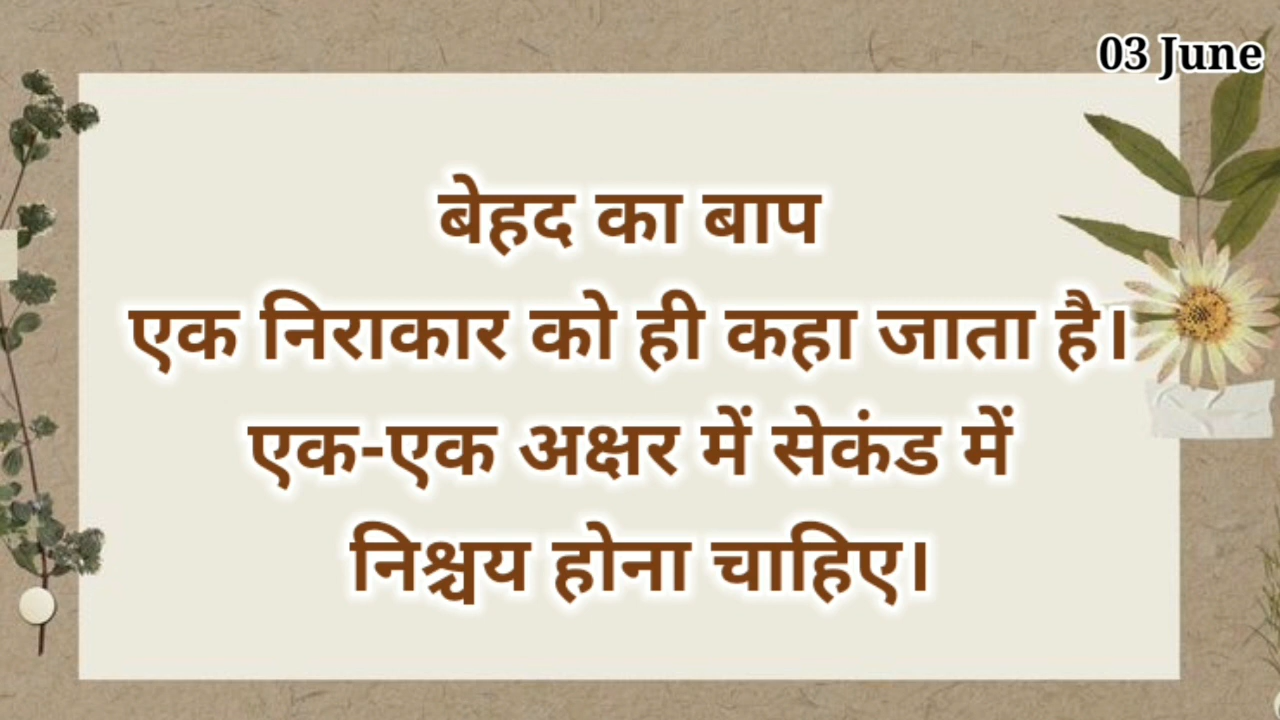 03 June
बेहद का बाप
एक निराकार को ही कहा जाता है।
एक-एक अक्षर में सेकंड में
निश्चय होना चाहिए।